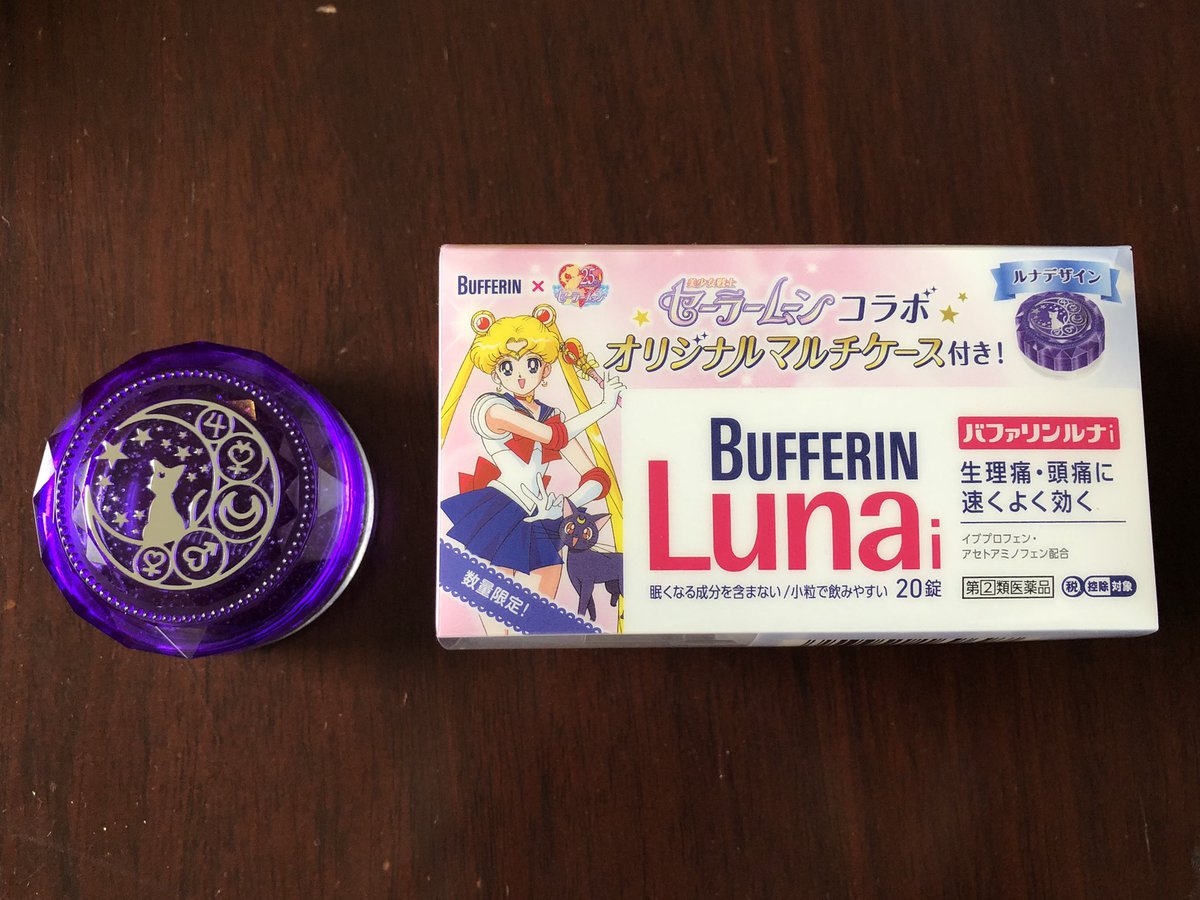 BUFFERIN ×
25th
セーラームーン
美少女戦士
セーラームーン コラボ
オリジナルマルチケース付き!
ルナデザイン
数量限定!
BUFFERIN
Lunai
バファリンルナi
生理痛・頭痛に
速くよく効く
イブプロフェン・
アセトアミノフェン配合
眠くなる成分を含まない/小粒で飲みやすい 20錠
第②類医薬品 税 控除 対象